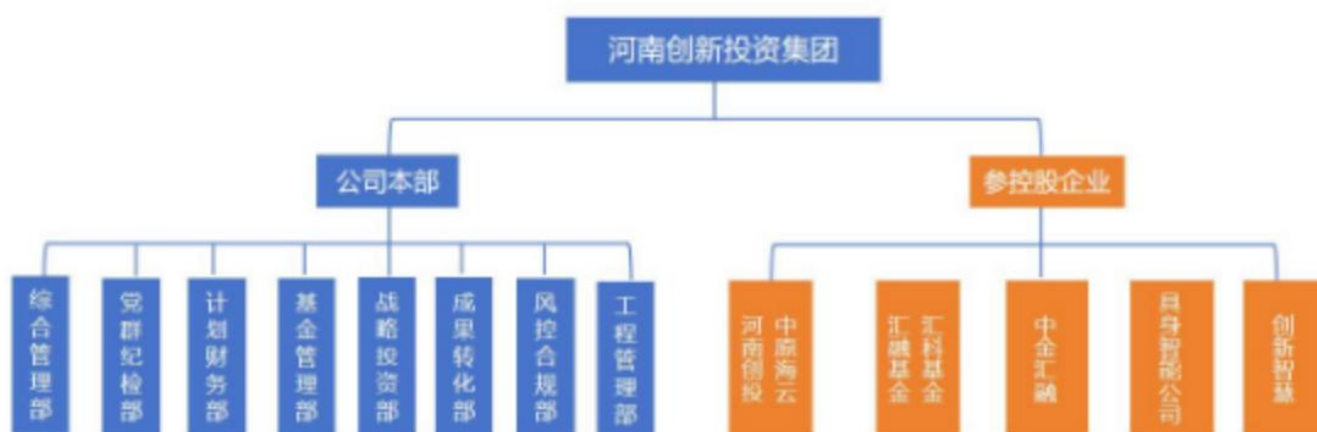 河南创新投资集团
公司本部
参控股企业
综合管理部
党群纪检部
计划财务部
基金管理部
战略投资部
成果转化部
风控合规部
工程管理部
河南创投
中原海云
汇融基金
汇科基金
中金汇融
具身智能公司
创新智慧